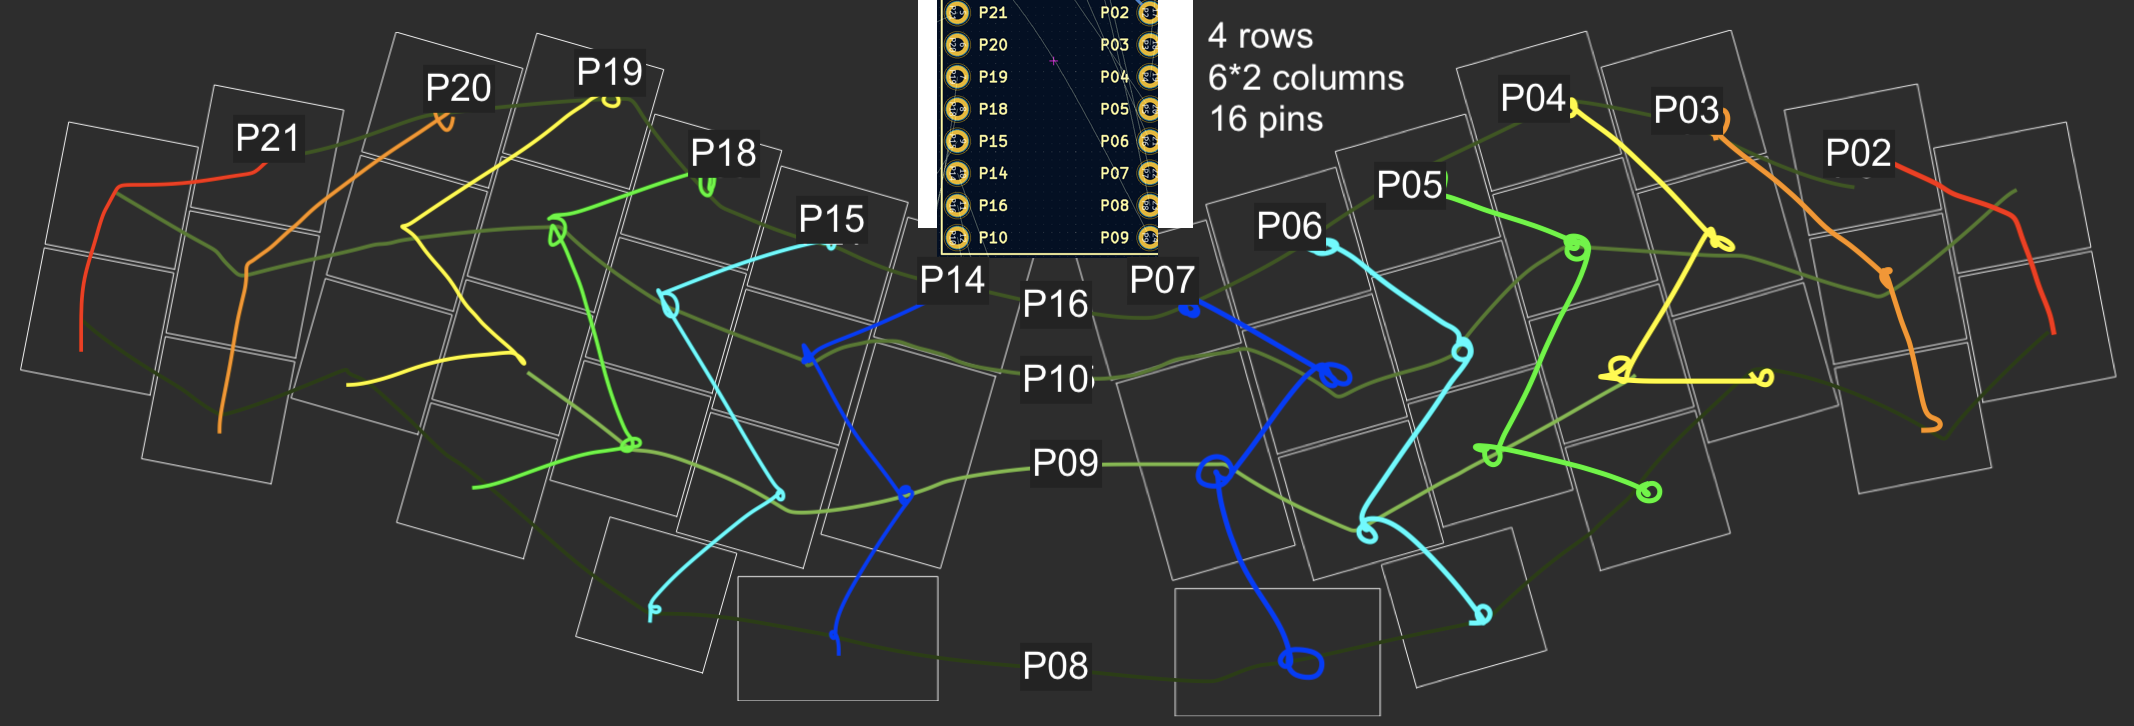 P21 P02
P20 P03
P19 P04
P18 P05
P15 P06
P14 P07
P16 P08
P10 P09
4 rows
6*2 columns
16 pins
P21
P20
P19
P18
P15
P14
P16
P10
P09
P08
P07
P06
P05
P04
P03
P02